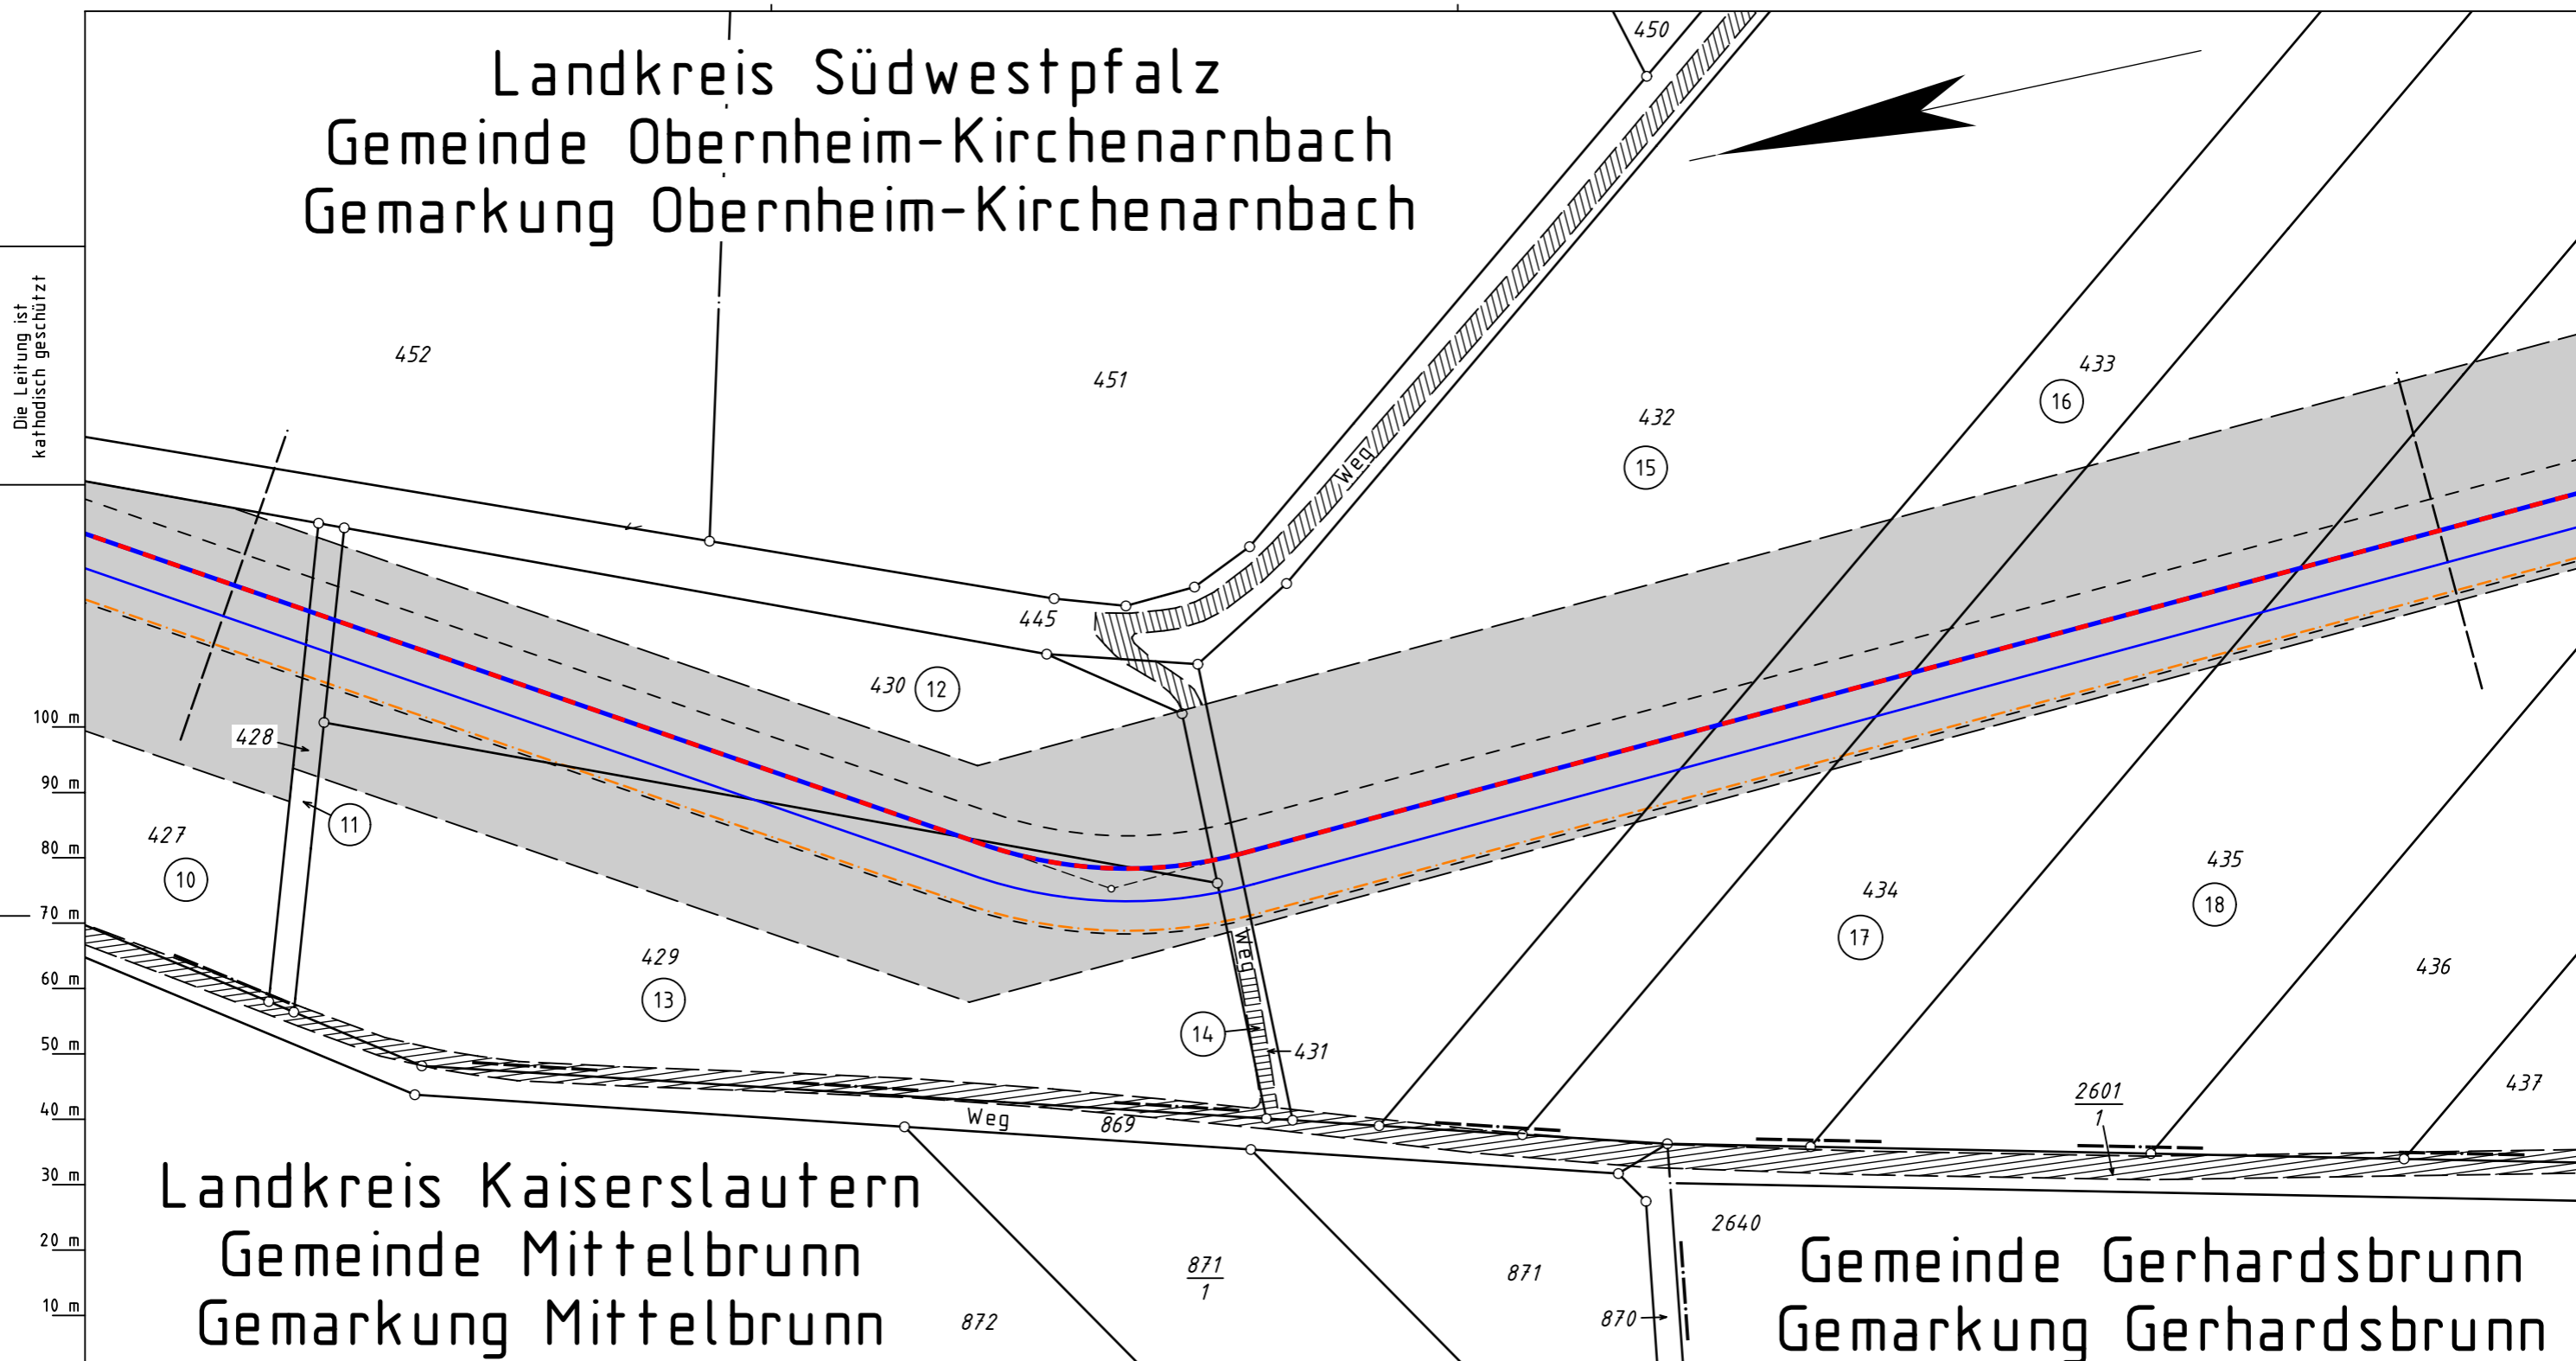 450
Landkreis Südwestpfalz
Gemeinde Obernheim-Kirchenarnbach
Gemarkung Obernheim-Kirchenarnbach
Die Leitung ist
kathodisch geschützt
452
451
433
16
432
15
Weg
445
430 12
100 m
428
90 m
11
427
80 m
10
435
434
18
70 m
17
Weg
429
436
60 m
13
14
50 m
431
437
2601
1
40 m
Weg
869
30 m
Landkreis Kaiserslautern
2640
20 m
Gemeinde Mittelbrunn
871
1
871
Gemeinde Gerhardsbrunn
10 m
Gemarkung Mittelbrunn
872
870
Gemarkung Gerhardsbrunn